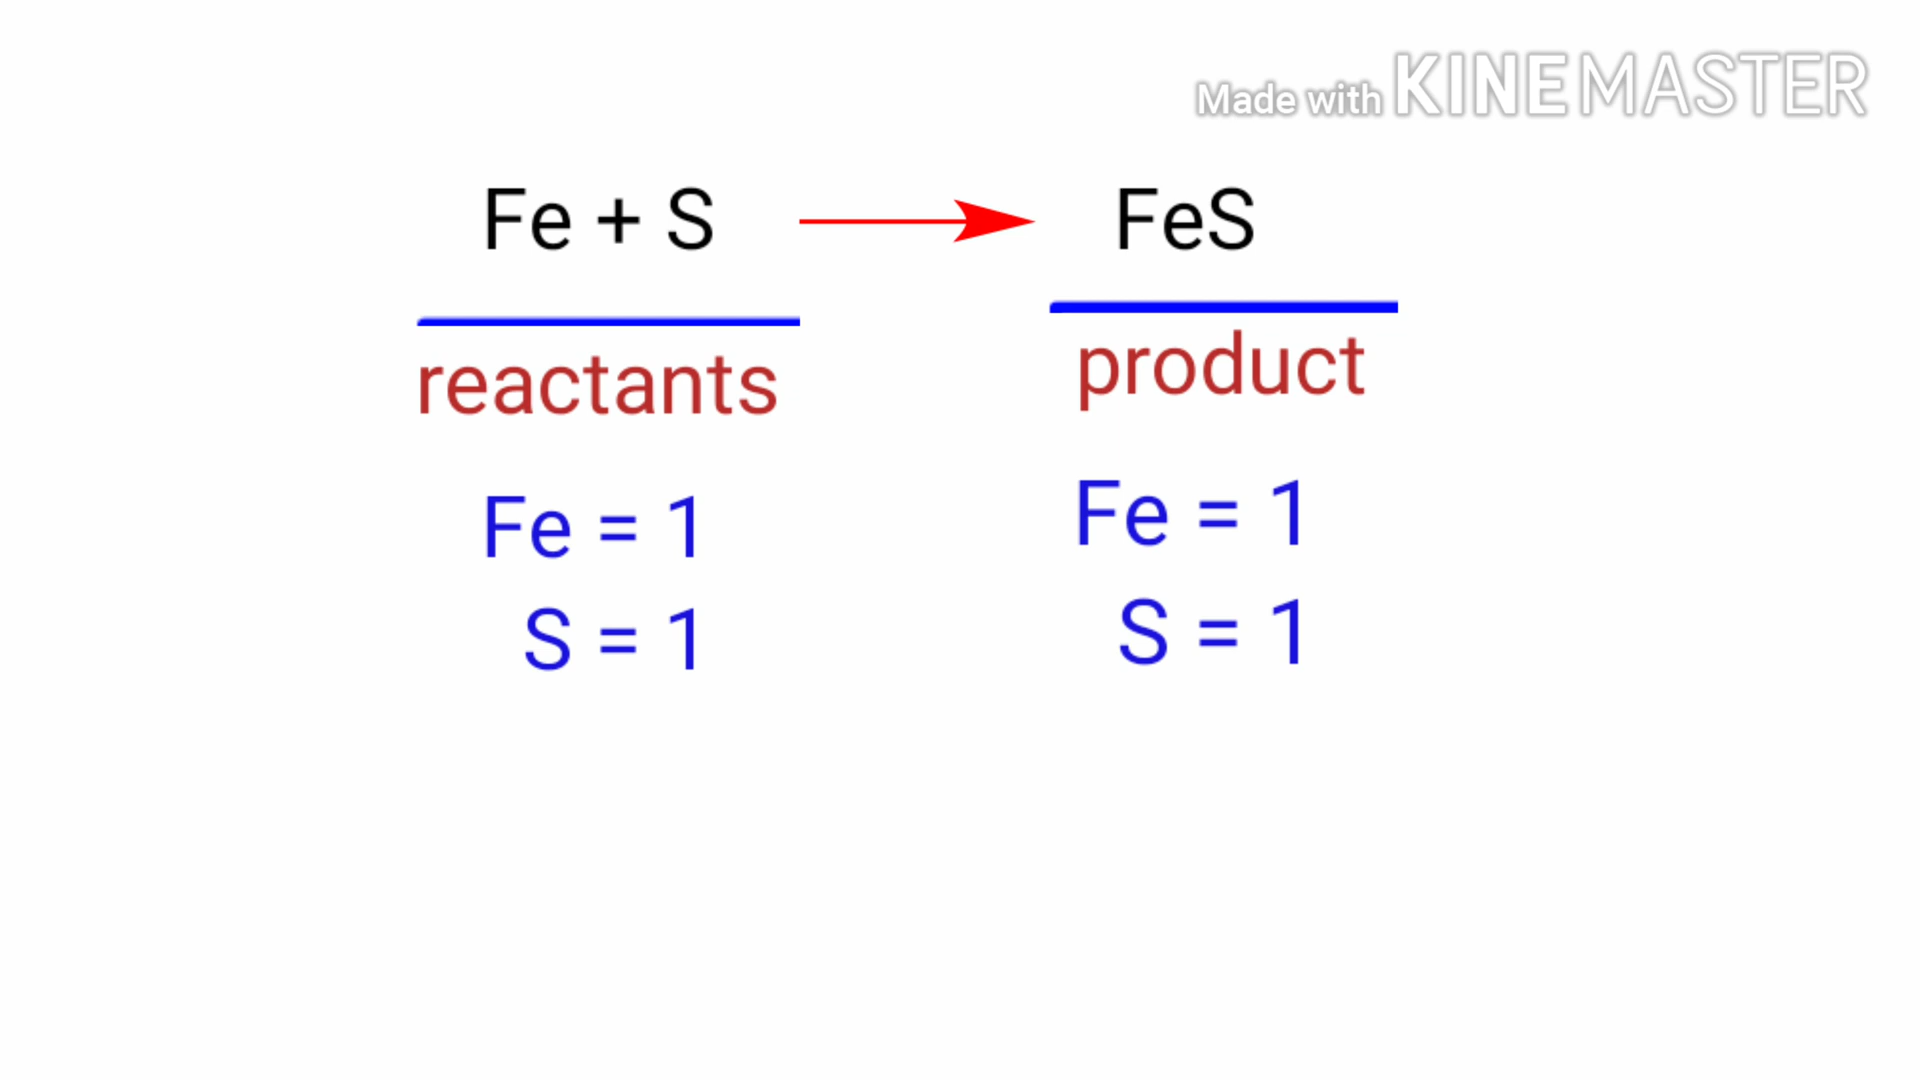 Made with KINEMASTER
Fe + S → FeS
reactants
product
Fe = 1
Fe = 1
S = 1
S = 1